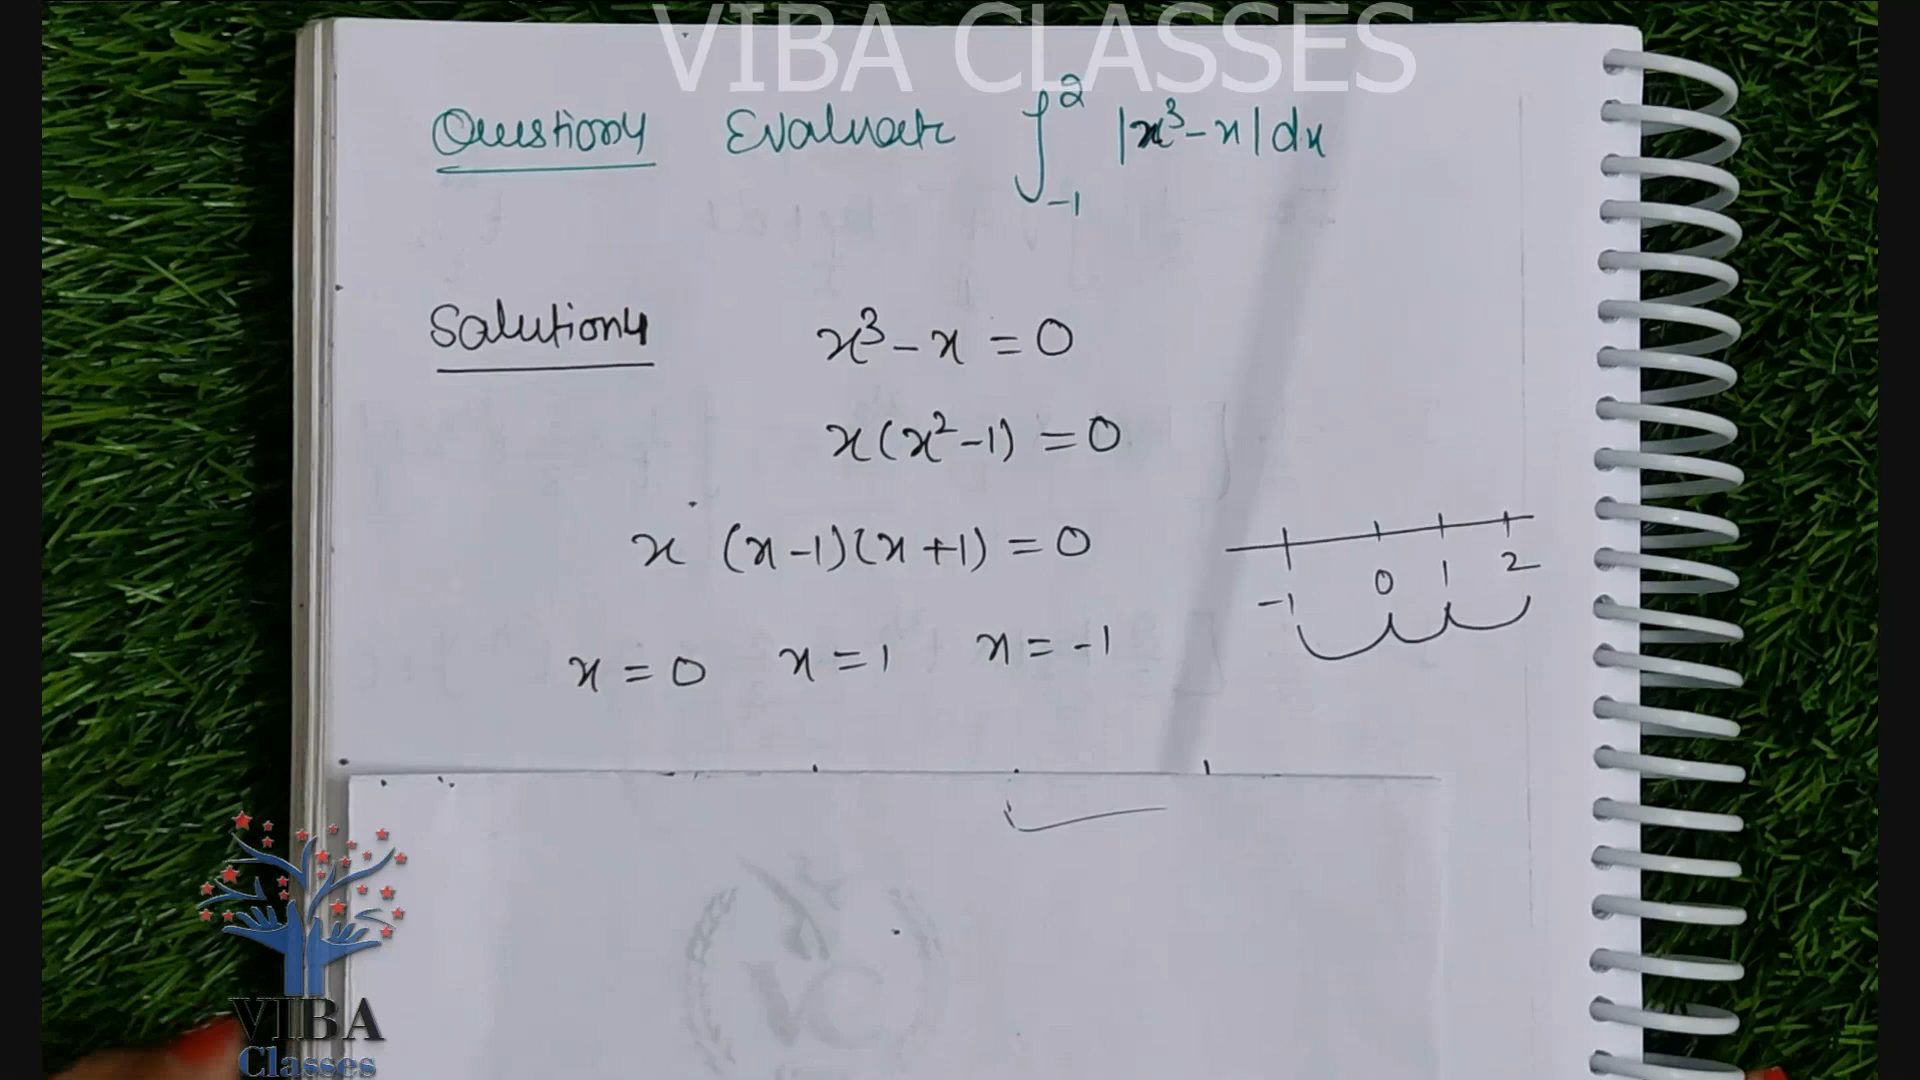 VIBA CLASSES
Question Evaluate ∫₋₁² |x³-x|dx
Solution x³-x=0
x(x²-1)=0
x (x-1)(x+1)=0
-1 0 1 2
x=0 x=1 x=-1
VC
VIBA
Classes